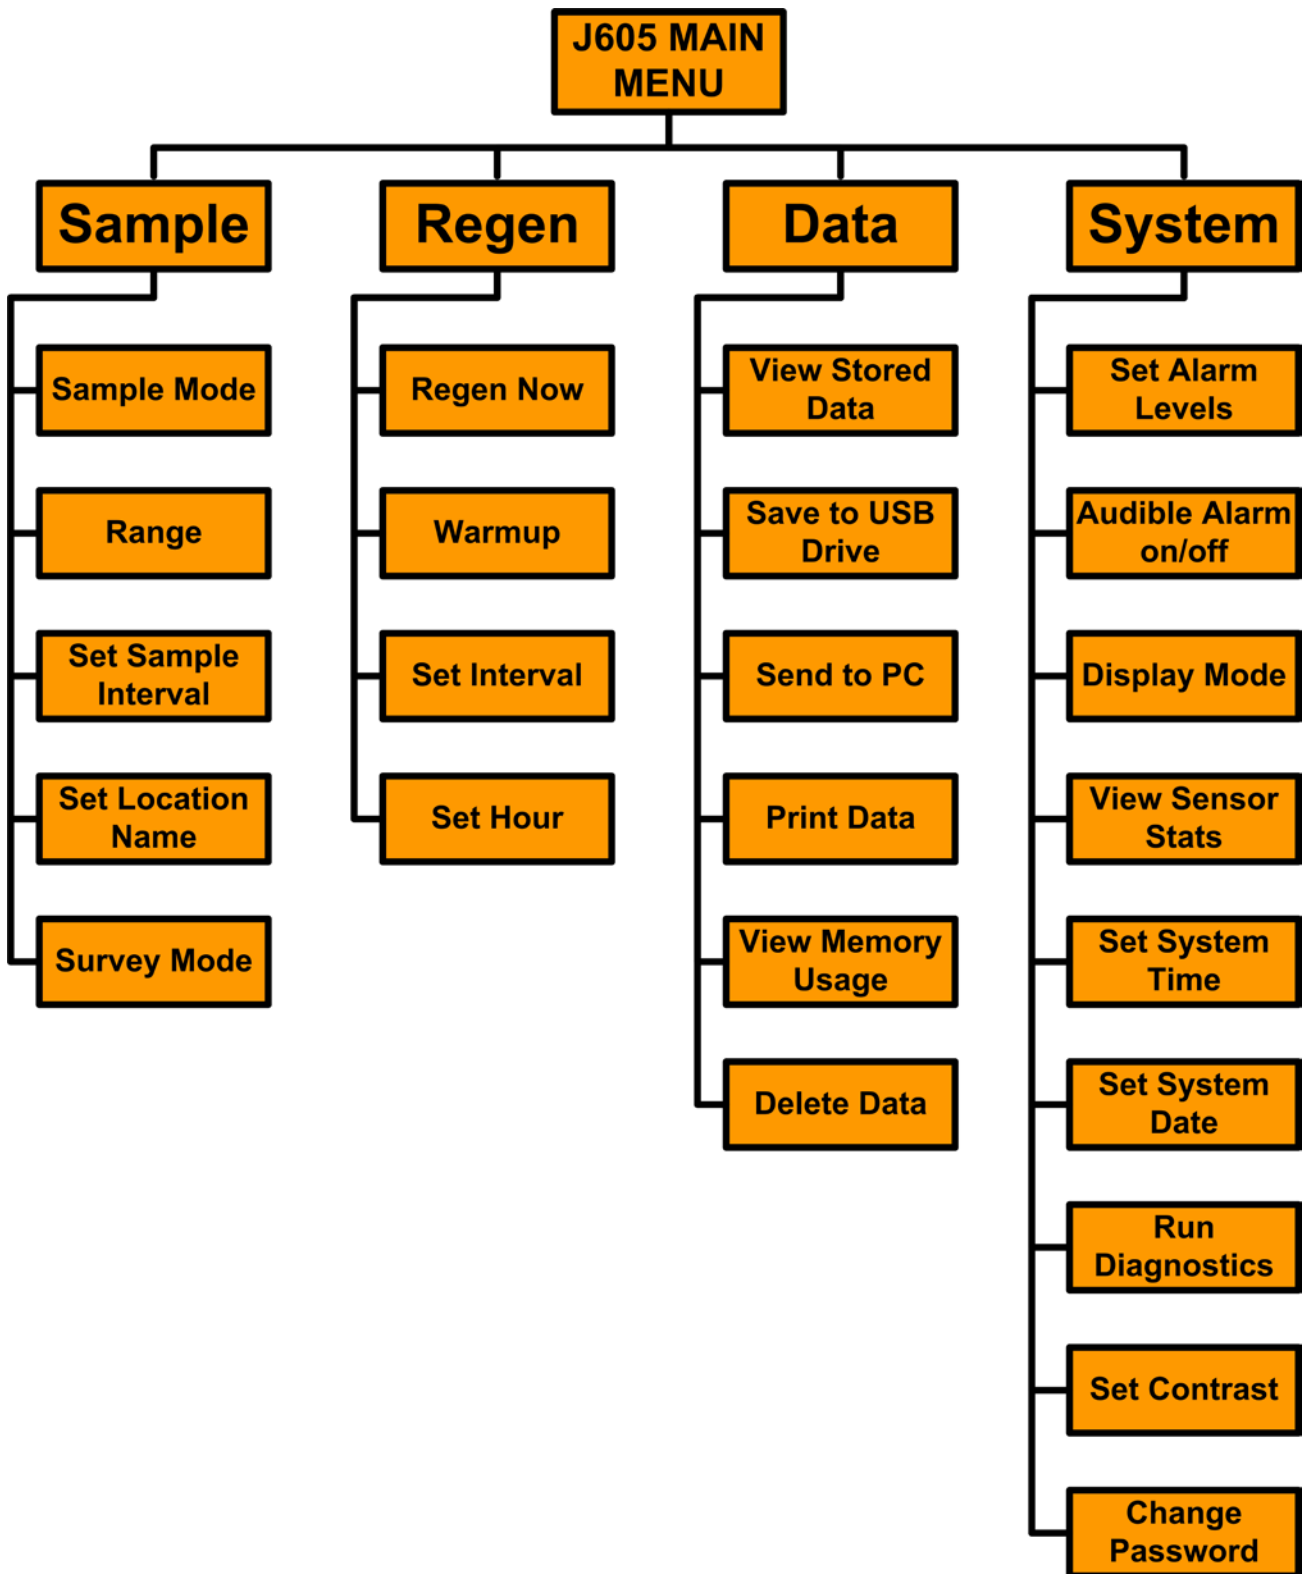 J605 MAIN
MENU
Sample
Regen
Data
System
Sample Mode
Range
Set Sample
Interval
Set Location
Name
Survey Mode
Regen Now
Warmup
Set Interval
Set Hour
View Stored
Data
Save to USB
Drive
Send to PC
Print Data
View Memory
Usage
Delete Data
Set Alarm
Levels
Audible Alarm
on/off
Display Mode
View Sensor
Stats
Set System
Time
Set System
Date
Run
Diagnostics
Set Contrast
Change
Password